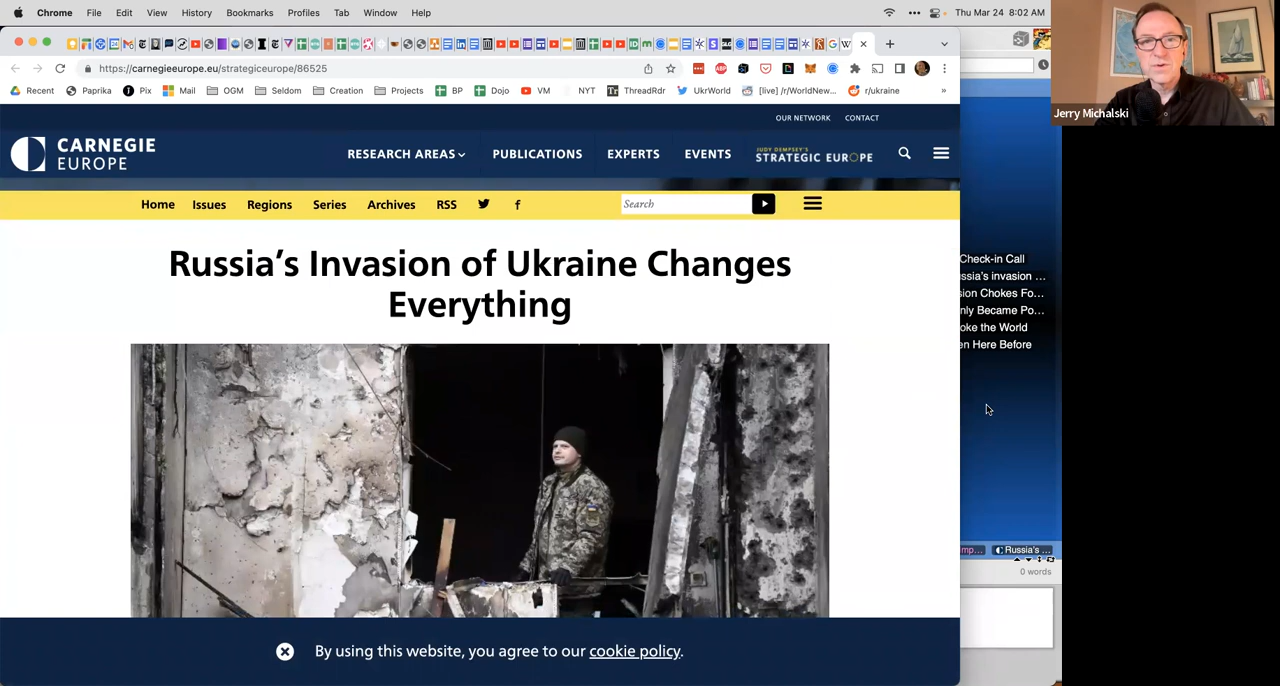 Chrome File Edit View History Bookmarks Profiles Tab Window Help
Thu Mar 24 8:02 AM
https://carnegieeurope.eu/strategiceurope/86525
Recent Paprika Pix Mail OGM Seldom Creation Projects BP Dojo VM NYT ThreadRdr UkrWorld [live] /r/WorldNew... r/ukraine »
OUR NETWORK CONTACT
CARNEGIE
EUROPE
RESEARCH AREAS PUBLICATIONS EXPERTS EVENTS
JUDY DEMPSEY'S
STRATEGIC EUROPE
Home Issues Regions Series Archives RSS
Search
Russia's Invasion of Ukraine Changes
Everything
By using this website, you agree to our cookie policy.
Jerry Michalski
Check-in Call
ssia's invasion ...
sion Chokes Fo...
nly Became Po...
oke the World
en Here Before
mp... Russia's ...
0 words